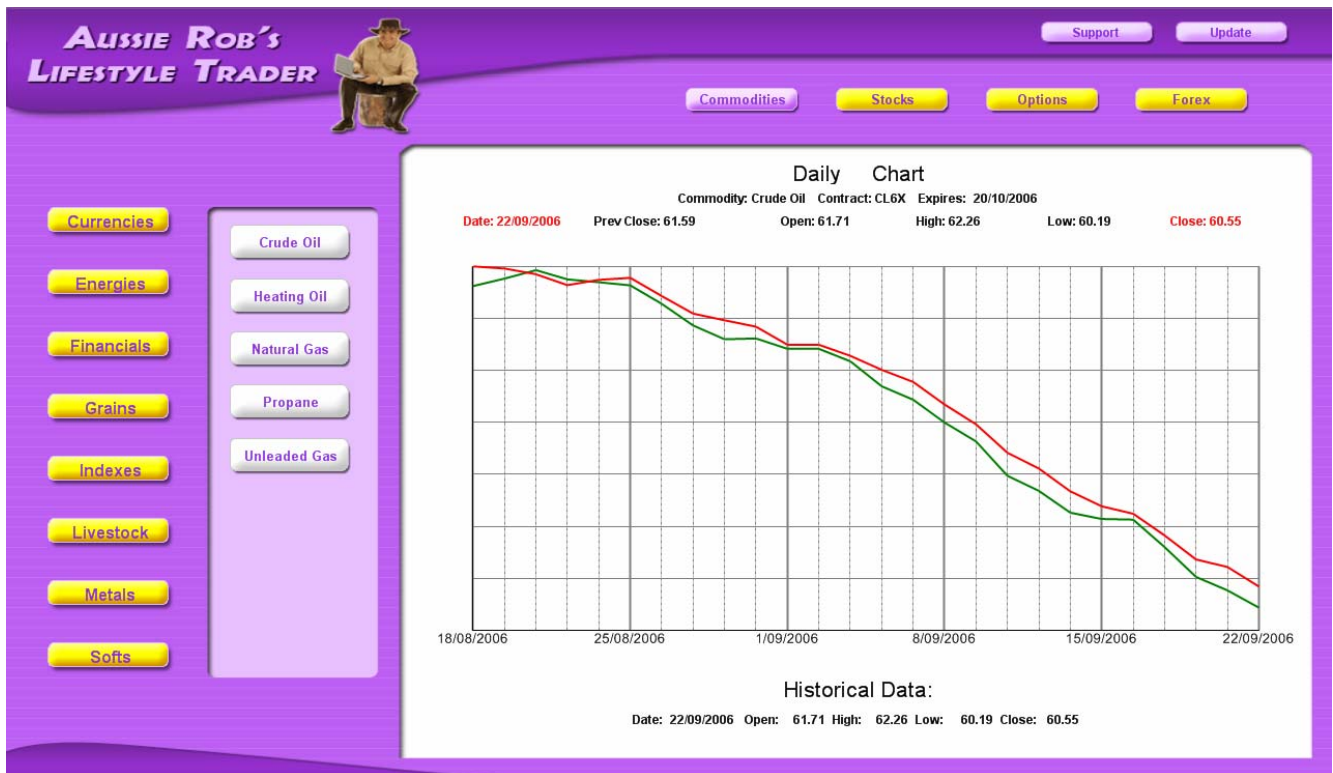 AUSSIE ROB'S
LIFESTYLE TRADER
Support
Update
Commodities
Stocks
Options
Forex
Currencies
Energies
Financials
Grains
Indexes
Livestock
Metals
Softs
Crude Oil
Heating Oil
Natural Gas
Propane
Unleaded Gas
Daily Chart
Commodity: Crude Oil Contract: CL6X Expires: 20/10/2006
Date: 22/09/2006 Prev Close: 61.59 Open: 61.71 High: 62.26 Low: 60.19 Close: 60.55
18/08/2006 25/08/2006 1/09/2006 8/09/2006 15/09/2006 22/09/2006
Historical Data:
Date: 22/09/2006 Open: 61.71 High: 62.26 Low: 60.19 Close: 60.55